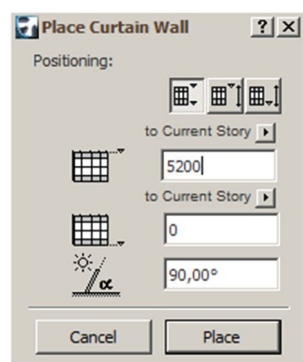 Place Curtain Wall
Positioning:
to Current Story
5200
to Current Story
0
α
90,00°
Cancel
Place